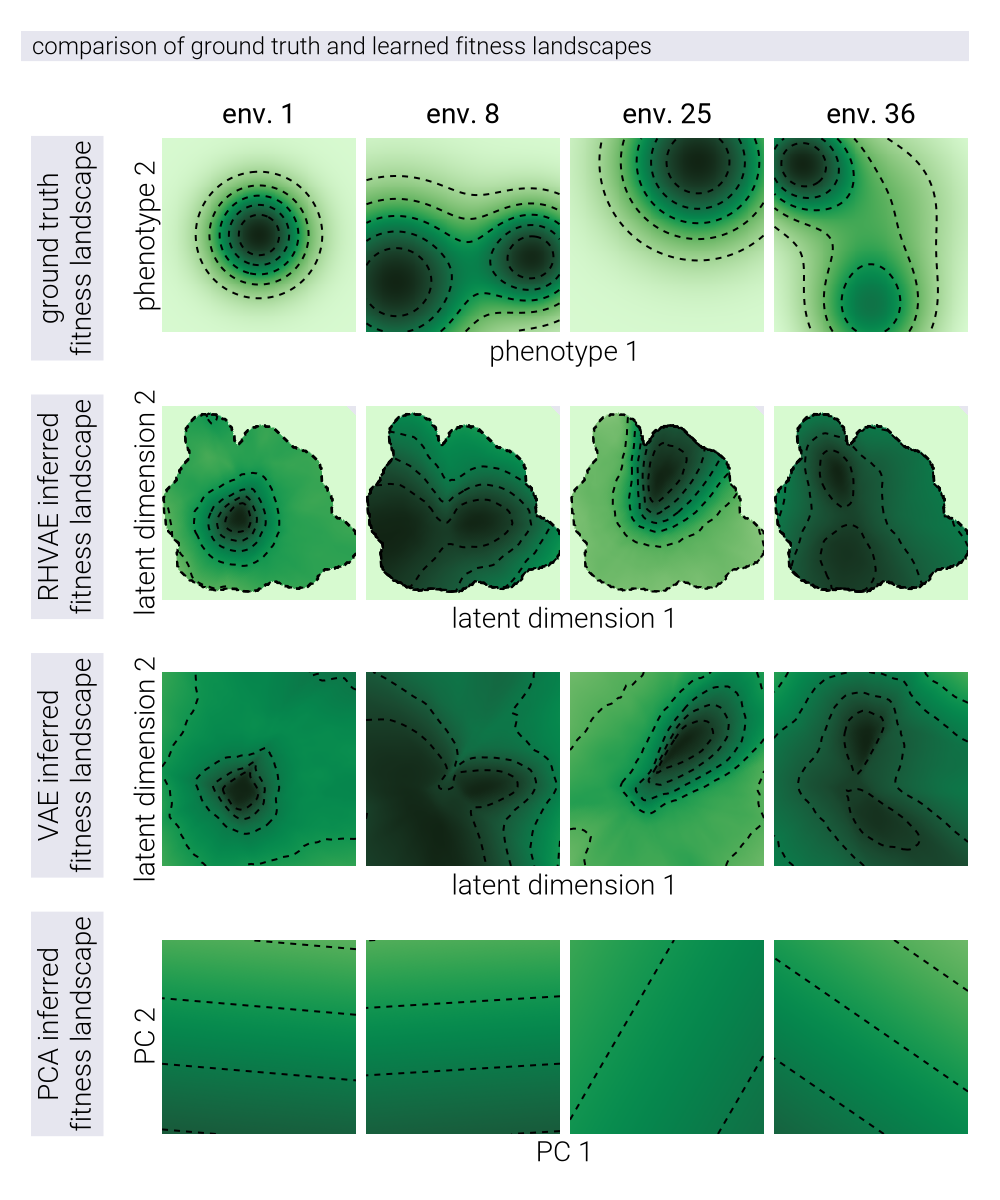 comparison of ground truth and learned fitness landscapes
env. 1
env. 8
env. 25
env. 36
ground truth
fitness landscape
phenotype 2
phenotype 1
RHVAE inferred
fitness landscape
latent dimension 2
latent dimension 1
VAE inferred
fitness landscape
latent dimension 2
latent dimension 1
PCA inferred
fitness landscape
PC 2
PC 1